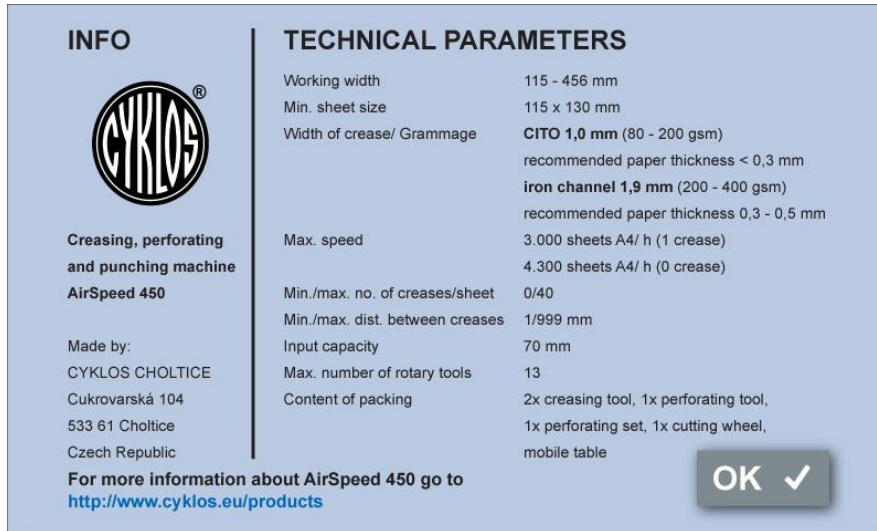 INFO
CYKLOS®
Creasing, perforating
and punching machine
AirSpeed 450
Made by:
CYKLOS CHOLTICE
Cukrovarská 104
533 61 Choltice
Czech Republic
TECHNICAL PARAMETERS
Working width 115 - 456 mm
Min. sheet size 115 x 130 mm
Width of crease/ Grammage CITO 1,0 mm (80 - 200 gsm)
recommended paper thickness < 0,3 mm
iron channel 1,9 mm (200 - 400 gsm)
recommended paper thickness 0,3 - 0,5 mm
Max. speed 3.000 sheets A4/ h (1 crease)
4.300 sheets A4/ h (0 crease)
Min./max. no. of creases/sheet 0/40
Min./max. dist. between creases 1/999 mm
Input capacity 70 mm
Max. number of rotary tools 13
Content of packing 2x creasing tool, 1x perforating tool,
1x perforating set, 1x cutting wheel,
mobile table
For more information about AirSpeed 450 go to
http://www.cyklos.eu/products
OK ✓